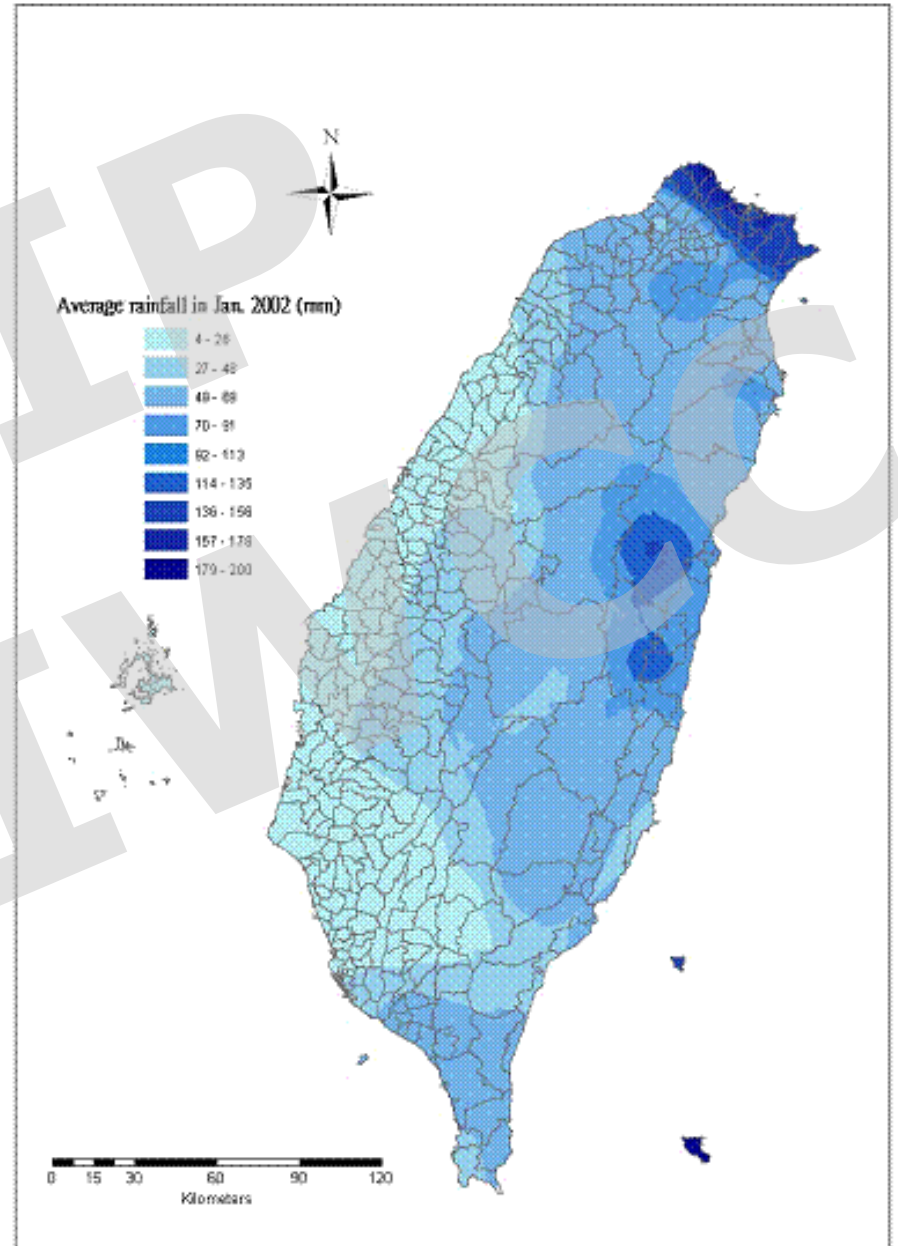 N
Average rainfall in Jan. 2002 (mm)
4 - 26
27 - 48
49 - 69
70 - 91
92 - 113
114 - 135
136 - 156
157 - 178
179 - 200
0 15 30 60 90 120
Kilometers